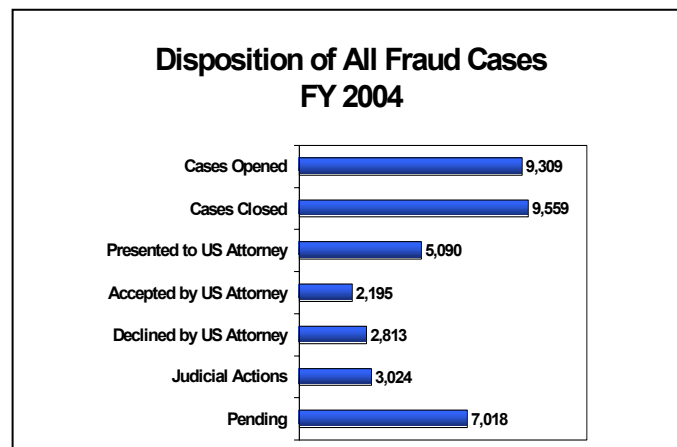 Disposition of All Fraud Cases
FY 2004
Cases Opened 9,309
Cases Closed 9,559
Presented to US Attorney 5,090
Accepted by US Attorney 2,195
Declined by US Attorney 2,813
Judicial Actions 3,024
Pending 7,018